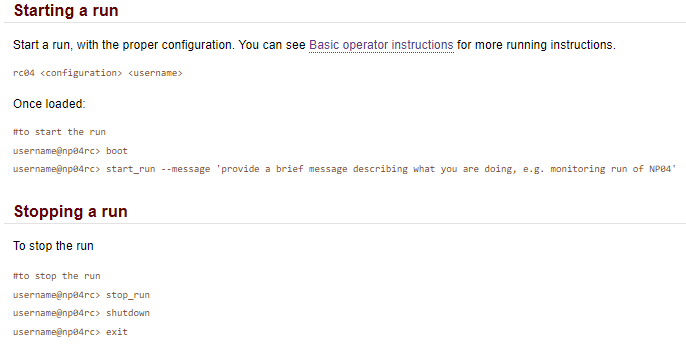 Starting a run
Start a run, with the proper configuration. You can see Basic operator instructions for more running instructions.
rc04 <configuration> <username>
Once loaded:
#to start the run
username@np04rc> boot
username@np04rc> start_run --message 'provide a brief message describing what you are doing, e.g. monitoring run of NP04'
Stopping a run
To stop the run
#to stop the run
username@np04rc> stop_run
username@np04rc> shutdown
username@np04rc> exit